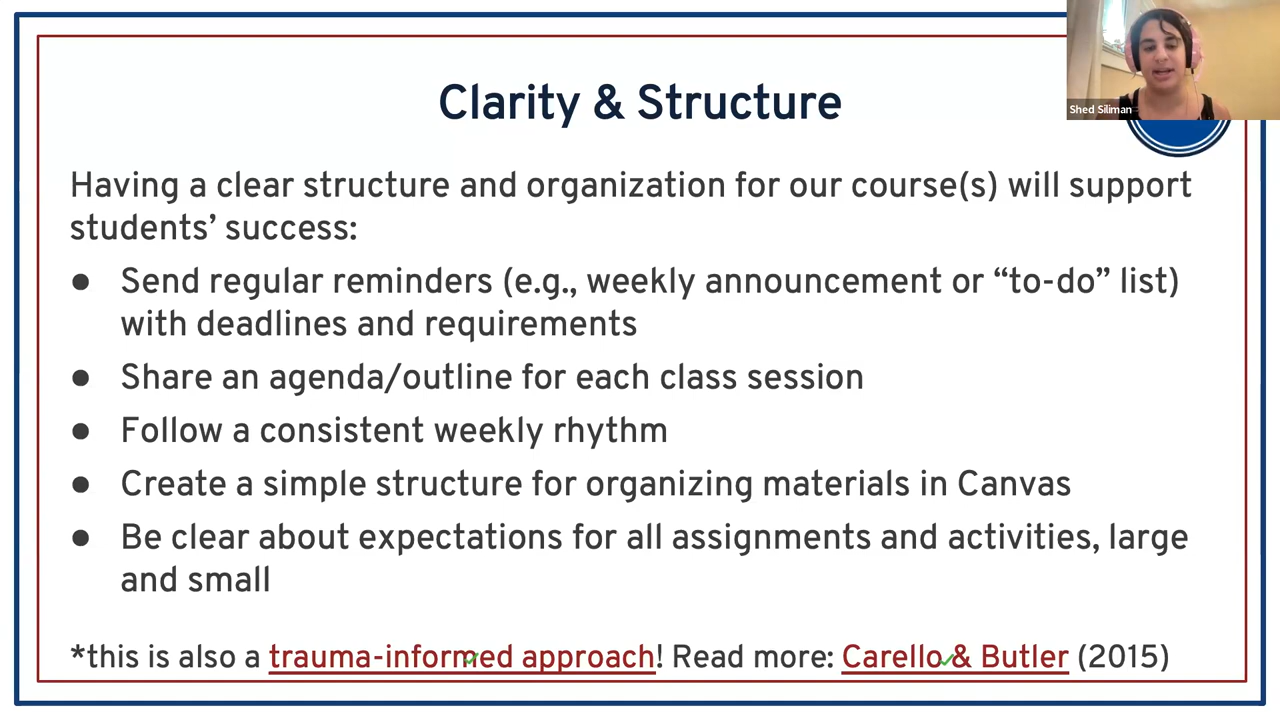 Shed Siliman
Clarity & Structure
Having a clear structure and organization for our course(s) will support
students’ success:
● Send regular reminders (e.g., weekly announcement or “to-do” list)
with deadlines and requirements
● Share an agenda/outline for each class session
● Follow a consistent weekly rhythm
● Create a simple structure for organizing materials in Canvas
● Be clear about expectations for all assignments and activities, large
and small
*this is also a trauma-informed approach! Read more: Carello & Butler (2015)